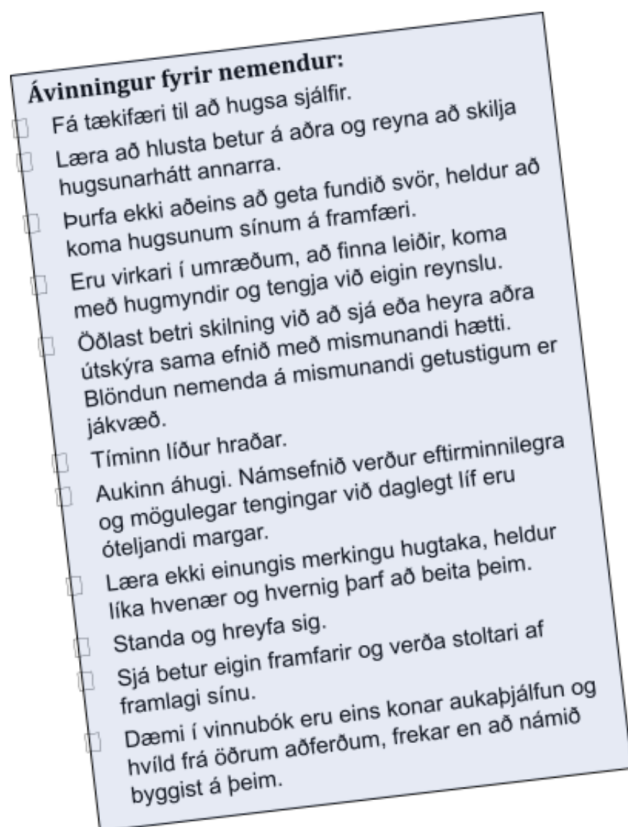 Ávinningur fyrir nemendur:
Fá tækifæri til að hugsa sjálfir.
Læra að hlusta betur á aðra og reyna að skilja
hugsunarhátt annarra.
Þurfa ekki aðeins að geta fundið svör, heldur að
koma hugsunum sínum á framfæri.
Eru virkari í umræðum, að finna leiðir, koma
með hugmyndir og tengja við eigin reynslu.
Öðlast betri skilning við að sjá eða heyra aðra
útskýra sama efnið með mismunandi hætti.
Blöndun nemenda á mismunandi getustigum er
jákvæð.
Tíminn líður hraðar.
Aukinn áhugi. Námsefnið verður eftirminnilegra
og mögulegar tengingar við daglegt líf eru
óteljandi margar.
Læra ekki einungis merkingu hugtaka, heldur
líka hvenær og hvernig þarf að beita þeim.
Standa og hreyfa sig.
Sjá betur eigin framfarir og verða stoltari af
framlagi sínu.
Dæmi í vinnubók eru eins konar aukaþjálfun og
hvíld frá öðrum aðferðum, frekar en að námið
byggist á þeim.